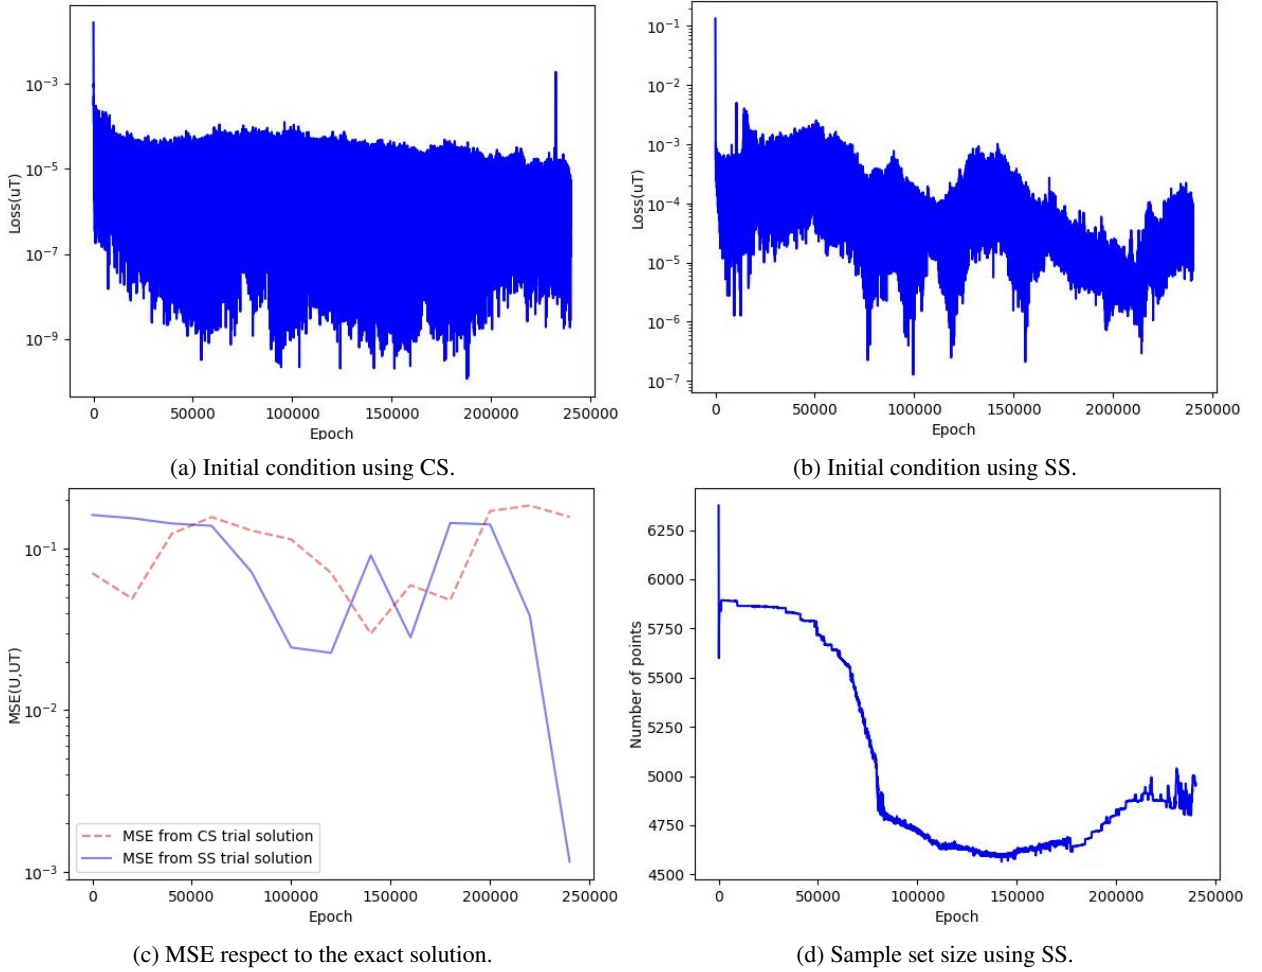 10⁻³
10⁻⁵
10⁻⁷
10⁻⁹
Loss(uT)
0 50000 100000 150000 200000 250000
Epoch
(a) Initial condition using CS.
10⁻¹
10⁻²
10⁻³
10⁻⁴
10⁻⁵
10⁻⁶
10⁻⁷
Loss(uT)
0 50000 100000 150000 200000 250000
Epoch
(b) Initial condition using SS.
10⁻¹
10⁻²
10⁻³
MSE(U,UT)
MSE from CS trial solution
MSE from SS trial solution
0 50000 100000 150000 200000 250000
Epoch
(c) MSE respect to the exact solution.
6250
6000
5750
5500
5250
5000
4750
4500
Number of points
0 50000 100000 150000 200000 250000
Epoch
(d) Sample set size using SS.